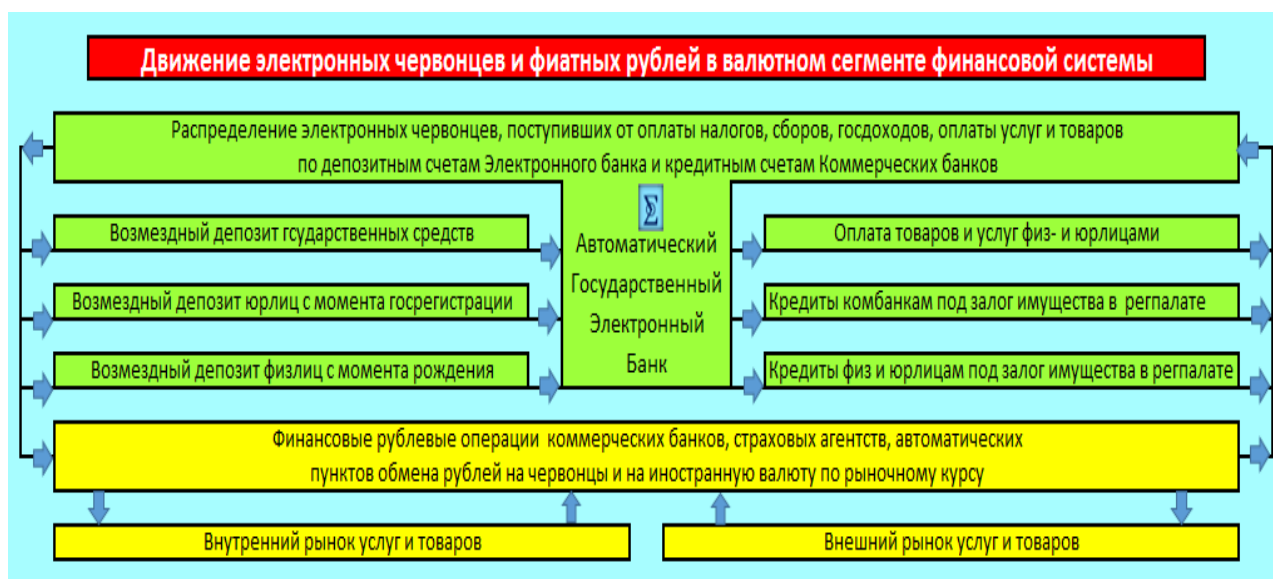 Движение электронных червонцев и фиатных рублей в валютном сегменте финансовой системы
Распределение электронных червонцев, поступивших от оплаты налогов, сборов, госдоходов, оплаты услуг и товаров
по депозитным счетам Электронного банка и кредитным счетам Коммерческих банков
Σ
Автоматический
Государственный
Электронный
Банк
Возмездный депозит гсударственных средств
Возмездный депозит юрлиц с момента госрегистрации
Возмездный депозит физлиц с момента рождения
Оплата товаров и услуг физ- и юрлицами
Кредиты комбанкам под залог имущества в регпалате
Кредиты физ и юрлицам под залог имущества в регпалате
Финансовые рублевые операции коммерческих банков, страховых агентств, автоматических
пунктов обмена рублей на червонцы и на иностранную валюту по рыночному курсу
Внутренний рынок услуг и товаров
Внешний рынок услуг и товаров